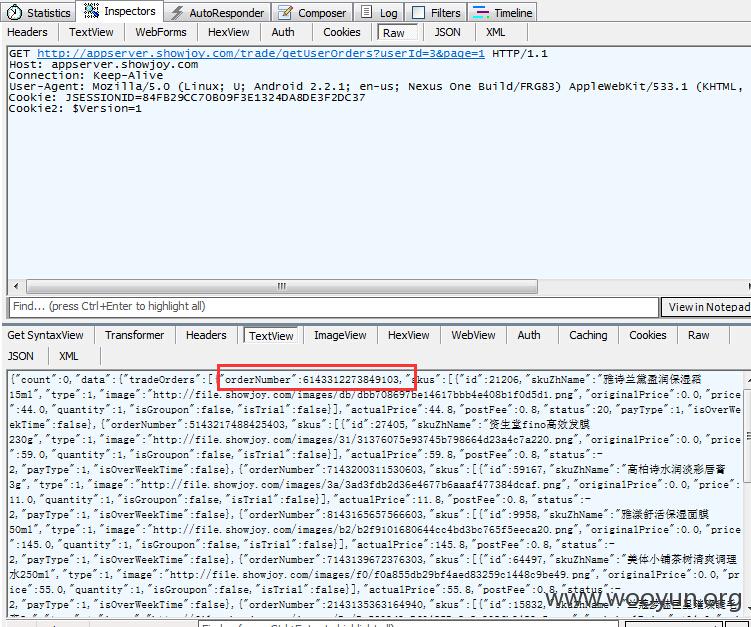 Statistics Inspectors AutoResponder Composer Log Filters Timeline
Headers TextView WebForms HexView Auth Cookies Raw JSON XML
GET http://appserver.showjoy.com/trade/getUserOrders?userId=3&page=1 HTTP/1.1
Host: appserver.showjoy.com
Connection: Keep-Alive
User-Agent: Mozilla/5.0 (Linux; U; Android 2.2.1; en-us; Nexus One Build/FRG83) AppleWebKit/533.1 (KHTML,
Cookie: JSESSIONID=84FB29CC70B09F3E1324DA8DE3F2DC37
Cookie2: $Version=1
Find... (press Ctrl+Enter to highlight all) View in Notepad
Get SyntaxView Transformer Headers TextView ImageView HexView WebView Auth Caching Cookies Raw
JSON XML
{"count":0,"data":{"tradeOrders":[{"orderNumber":6143312273849103,"skus":[{"id":21206,"skuZhName":"雅诗兰黛盈润保湿霜
15ml","type":1,"image":"http://file.showjoy.com/images/db/dbb708697be14617bbb4e408b1f0d5d1.png","originalPrice":0.0,"price
":44.0,"quantity":1,"isGroupon":false,"isTrial":false}],"actualPrice":44.8,"postFee":0.8,"status":20,"payType":1,"isOverWe
ekTime":false},{"orderNumber":5143217488425403,"skus":[{"id":27405,"skuZhName":"资生堂fino高效发膜
230g","type":1,"image":"http://file.showjoy.com/images/31/31376075e93745b798664d23a4c7a220.png","originalPrice":0.0,"price
":59.0,"quantity":1,"isGroupon":false,"isTrial":false}],"actualPrice":59.8,"postFee":0.8,"status":-
2,"payType":1,"isOverWeekTime":false},{"orderNumber":7143200311530603,"skus":[{"id":59167,"skuZhName":"高柏诗水润淡彩唇膏
3g","type":1,"image":"http://file.showjoy.com/images/3a/3ad3fdb2d36e4677b6aaaf477384dcaf.png","originalPrice":0.0,"price":
11.0,"quantity":1,"isGroupon":false,"isTrial":false}],"actualPrice":11.8,"postFee":0.8,"status":-
2,"payType":1,"isOverWeekTime":false},{"orderNumber":8143165657566603,"skus":[{"id":9958,"skuZhName":"雅漾舒活保湿面膜
50ml","type":1,"image":"http://file.showjoy.com/images/b2/b2f9101680644cc4bd3bc765f5eeca20.png","originalPrice":0.0,"price
":145.0,"quantity":1,"isGroupon":false,"isTrial":false}],"actualPrice":145.8,"postFee":0.8,"status":-
2,"payType":1,"isOverWeekTime":false},{"orderNumber":7143139672376303,"skus":[{"id":64497,"skuZhName":"美体小铺茶树清爽调理
水250ml","type":1,"image":"http://file.showjoy.com/images/f0/f0a855db29bf4aed83259c1448c9be49.png","originalPrice":0.0,"pr
ice":55.0,"quantity":1,"isGroupon":false,"isTrial":false}],"actualPrice":55.8,"postFee":0.8,"status":-
2,"payType":1,"isOverWeekTime":false},{"orderNumber":2143135363164940,"skus":[{"id":15832,"skuZhName":
www.wooyun.org
Find... (press Ctrl+Enter to highlight all)